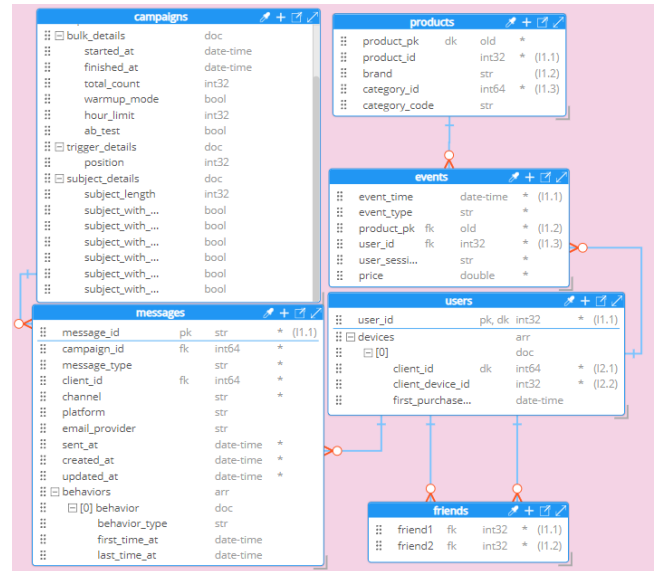 campaigns
bulk_details doc
started_at date-time
finished_at date-time
total_count int32
warmup_mode bool
hour_limit int32
ab_test bool
trigger_details doc
position int32
subject_details doc
subject_length int32
subject_with_... bool
subject_with_... bool
subject_with_... bool
subject_with_... bool
subject_with_... bool
subject_with_... bool
products
product_pk dk old *
product_id int32 * (I1.1)
brand str (I1.2)
category_id int64 * (I1.3)
category_code str
events
event_time date-time * (I1.1)
event_type str *
product_pk fk old * (I1.2)
user_id fk int32 * (I1.3)
user_sessi... str *
price double *
messages
message_id pk str * (I1.1)
campaign_id fk int64 *
message_type str *
client_id fk int64 *
channel str *
platform str
email_provider str
sent_at date-time *
created_at date-time *
updated_at date-time *
behaviors arr
[0] behavior doc
behavior_type str
first_time_at date-time
last_time_at date-time
users
user_id pk, dk int32 * (I1.1)
devices arr
[0] doc
client_id dk int64 * (I2.1)
client_device_id int32 * (I2.2)
first_purchase... date-time
friends
friend1 fk int32 * (I1.1)
friend2 fk int32 * (I1.2)